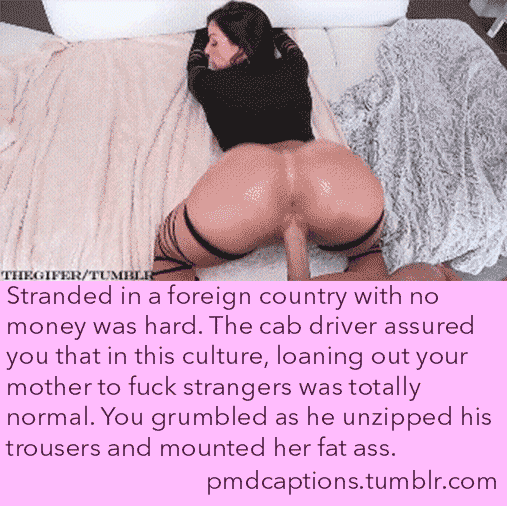 THEGIFER/TUMBLR
Stranded in a foreign country with no
money was hard. The cab driver assured
you that in this culture, loaning out your
mother to fuck strangers was totally
normal. You grumbled as he unzipped his
trousers and mounted her fat ass.
pmdcaptions.tumblr.com